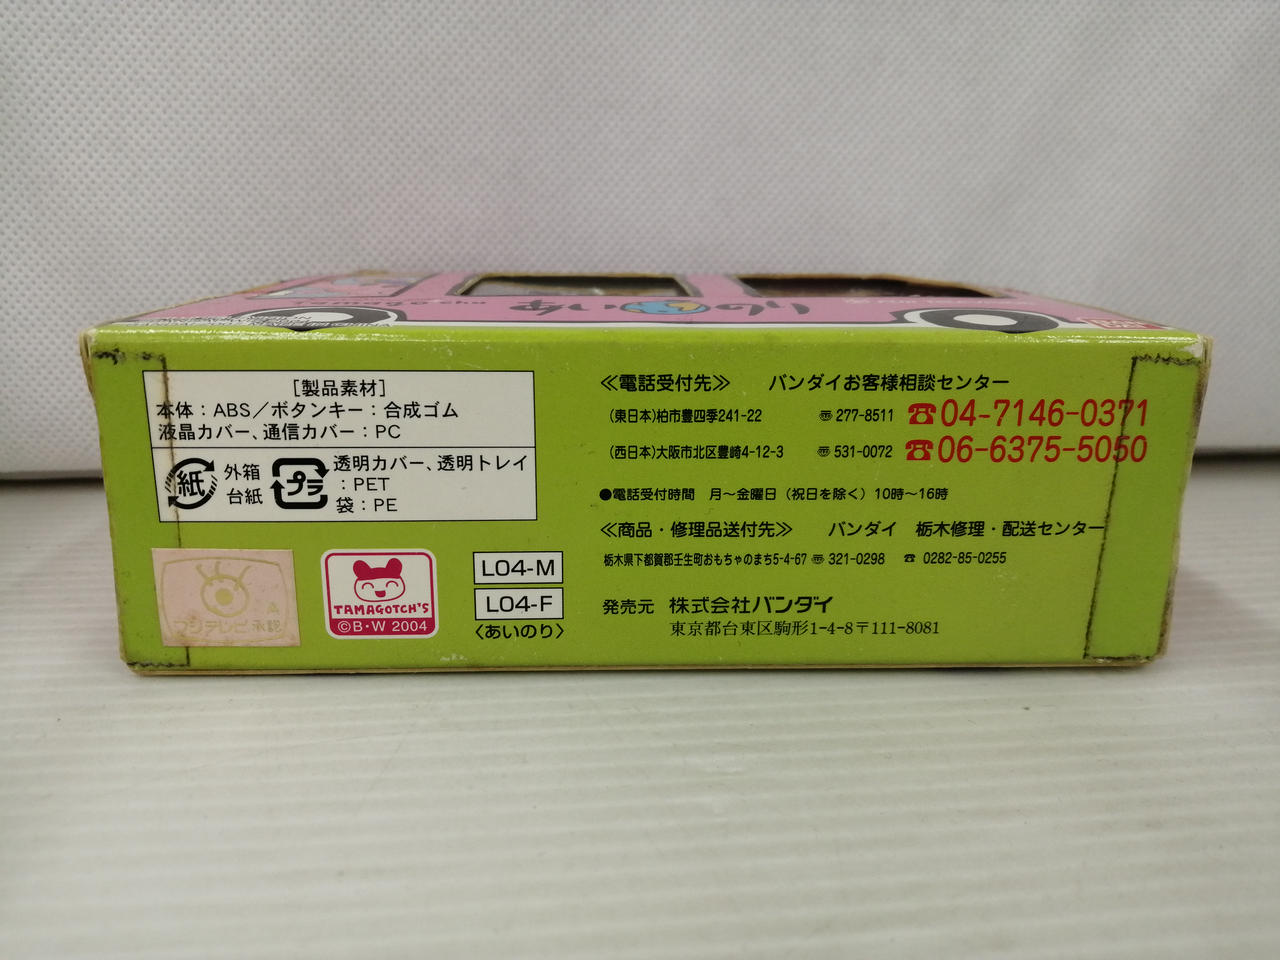 あいのり
[製品素材]
本体：ABS／ボタンキー：合成ゴム
液晶カバー、通信カバー：PC
紙
外箱
台紙
プラ
透明カバー、透明トレイ
：PET
袋：PE
フジテレビ
承認
TAMAGOTCH'S
©B・W 2004
L04-M
L04-F
〈あいのり〉
≪電話受付先≫ バンダイお客様相談センター
(東日本)柏市豊四季241-22 〠277-8511 ☎04-7146-0371
(西日本)大阪市北区豊崎4-12-3 〠531-0072 ☎06-6375-5050
●電話受付時間 月〜金曜日（祝日を除く）10時〜16時
≪商品・修理品送付先≫ バンダイ 栃木修理・配送センター
栃木県下都賀郡壬生町おもちゃのまち5-4-67 〠321-0298 ☎0282-85-0255
発売元 株式会社バンダイ
東京都台東区駒形1-4-8〒111-8081